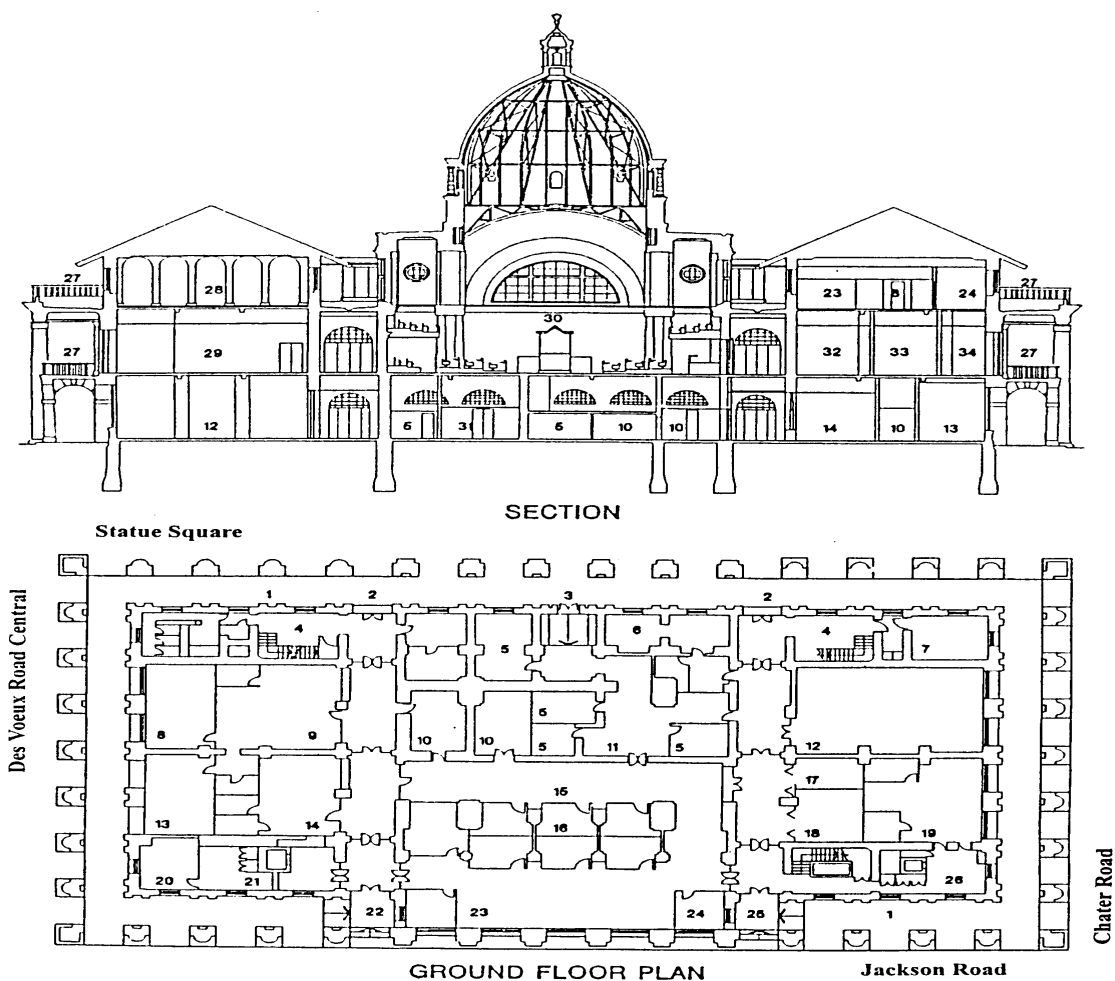 27 28 23 8 24 27
30
27 29 32 33 34 27
12 5 31 5 10 10 14 10 13
SECTION
Statue Square
Des Voeux Road Central
1 2 3 2
4 5 6 4 7
8 9 5 10 10 5 11 5 12
15 17
13 14 16 18 19
20 21 26
22 23 24 25 1
Chater Road
GROUND FLOOR PLAN
Jackson Road